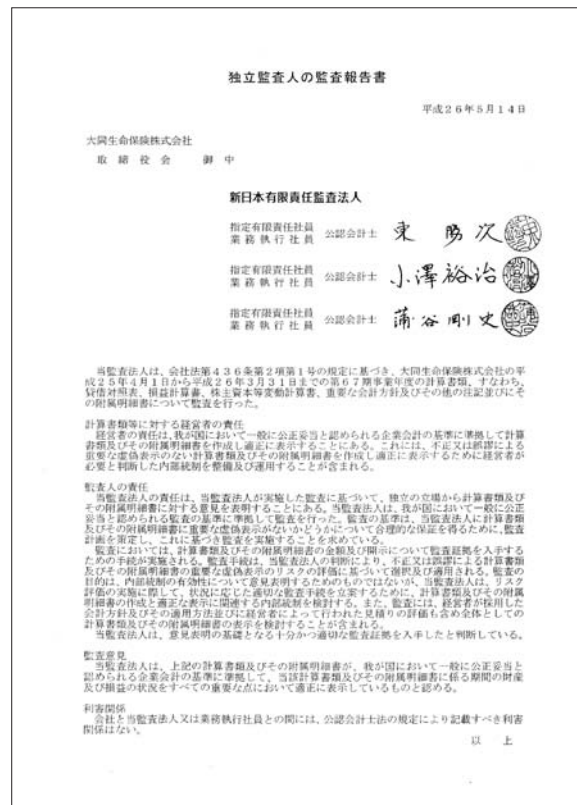 独立監査人の監査報告書
平成26年5月14日
大同生命保険株式会社
取締役会 御中
新日本有限責任監査法人
指定有限責任社員
業務執行社員 公認会計士 東 勝次
指定有限責任社員
業務執行社員 公認会計士 小澤裕治
指定有限責任社員
業務執行社員 公認会計士 蒲谷剛史
当監査法人は、会社法第436条第2項第1号の規定に基づき、大同生命保険株式会社の平
成25年4月1日から平成26年3月31日までの第67期事業年度の計算書類、すなわち、
貸借対照表、損益計算書、株主資本等変動計算書、重要な会計方針及びその他の注記並びにそ
の附属明細書について監査を行った。
計算書類等に対する経営者の責任
経営者の責任は、我が国において一般に公正妥当と認められる企業会計の基準に準拠して計算
書類及びその附属明細書を作成し適正に表示することにある。これには、不正又は誤謬による
重要な虚偽表示のない計算書類及びその附属明細書を作成し適正に表示するために経営者が
必要と判断した内部統制を整備及び運用することが含まれる。
監査人の責任
当監査法人の責任は、当監査法人が実施した監査に基づいて、独立の立場から計算書類及び
その附属明細書に対する意見を表明することにある。当監査法人は、我が国において一般に公正
妥当と認められる監査の基準に準拠して監査を行った。監査の基準は、当監査法人に計算書類
及びその附属明細書に重要な虚偽表示がないかどうかについて合理的な保証を得るために、監査
計画を策定し、これに基づき監査を実施することを求めている。
監査においては、計算書類及びその附属明細書の金額及び開示について監査証拠を入手する
ための手続が実施される。監査手続は、当監査法人の判断により、不正又は誤謬による計算書類
及びその附属明細書の重要な虚偽表示のリスクの評価に基づいて選択及び適用される。監査の
目的は、内部統制の有効性について意見表明するためのものではないが、当監査法人は、リスク
評価の実施に際して、状況に応じた適切な監査手続を立案するために、計算書類及びその附属
明細書の作成と適正な表示に関連する内部統制を検討する。また、監査には、経営者が採用した
会計方針及びその適用方法並びに経営者によって行われた見積りの評価も含め全体としての
計算書類及びその附属明細書の表示を検討することが含まれる。
当監査法人は、意見表明の基礎となる十分かつ適切な監査証拠を入手したと判断している。
監査意見
当監査法人は、上記の計算書類及びその附属明細書が、我が国において一般に公正妥当と
認められる企業会計の基準に準拠して、当該計算書類及びその附属明細書に係る期間の財産
及び損益の状況をすべての重要な点において適正に表示しているものと認める。
利害関係
会社と当監査法人又は業務執行社員との間には、公認会計士法の規定により記載すべき利害
関係はない。
以 上